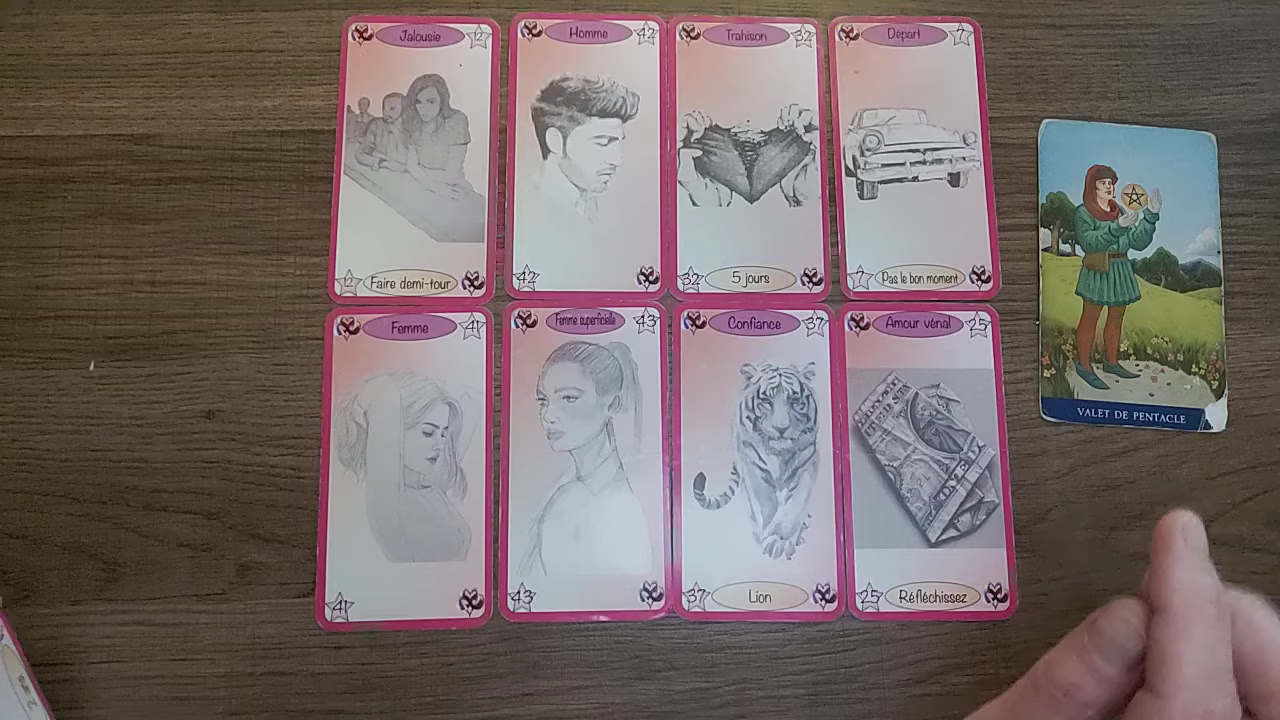 Jalousie 12
12 Faire demi-tour
Homme 42
42
Trahison 32
32 5 jours
Départ 7
7 Pas le bon moment
VALET DE PENTACLE
Femme 41
41
Femme superficielle 43
43
Confiance 37
37 Lion
Amour vénal 25
25 Réfléchissez